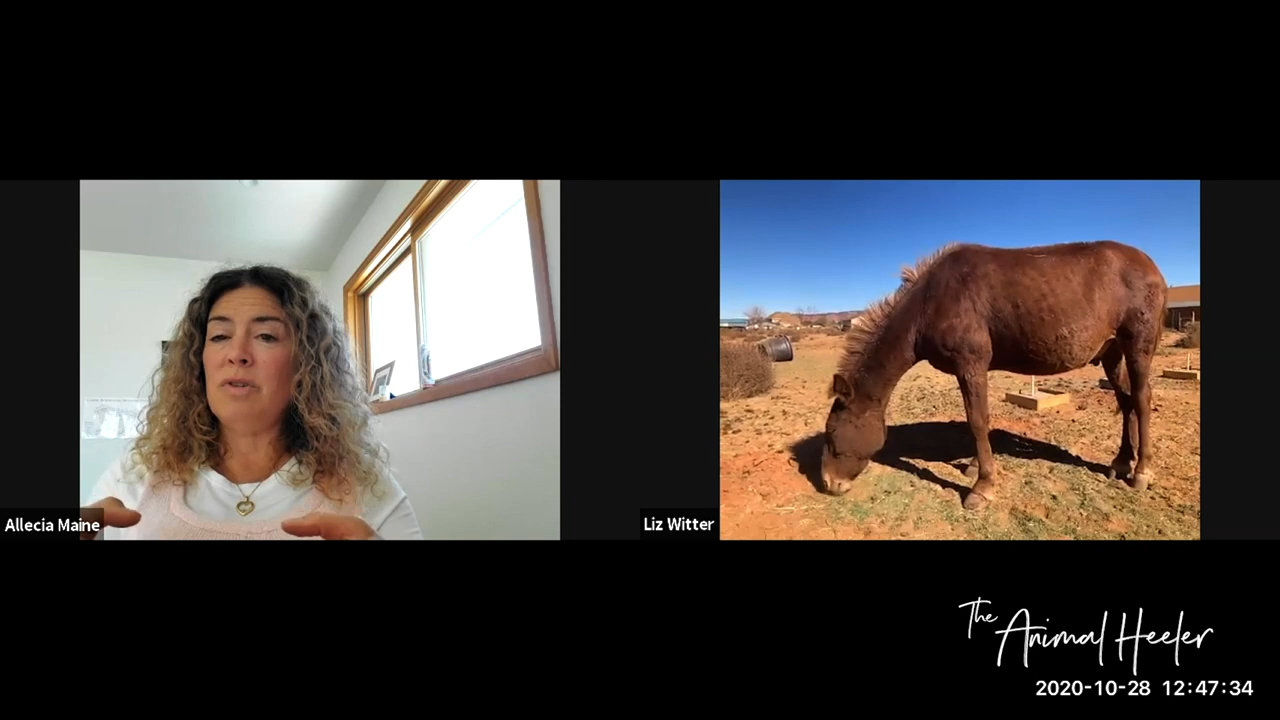 Allecia Maine
Liz Witter
The
Animal Heeler
2020-10-28 12:47:34